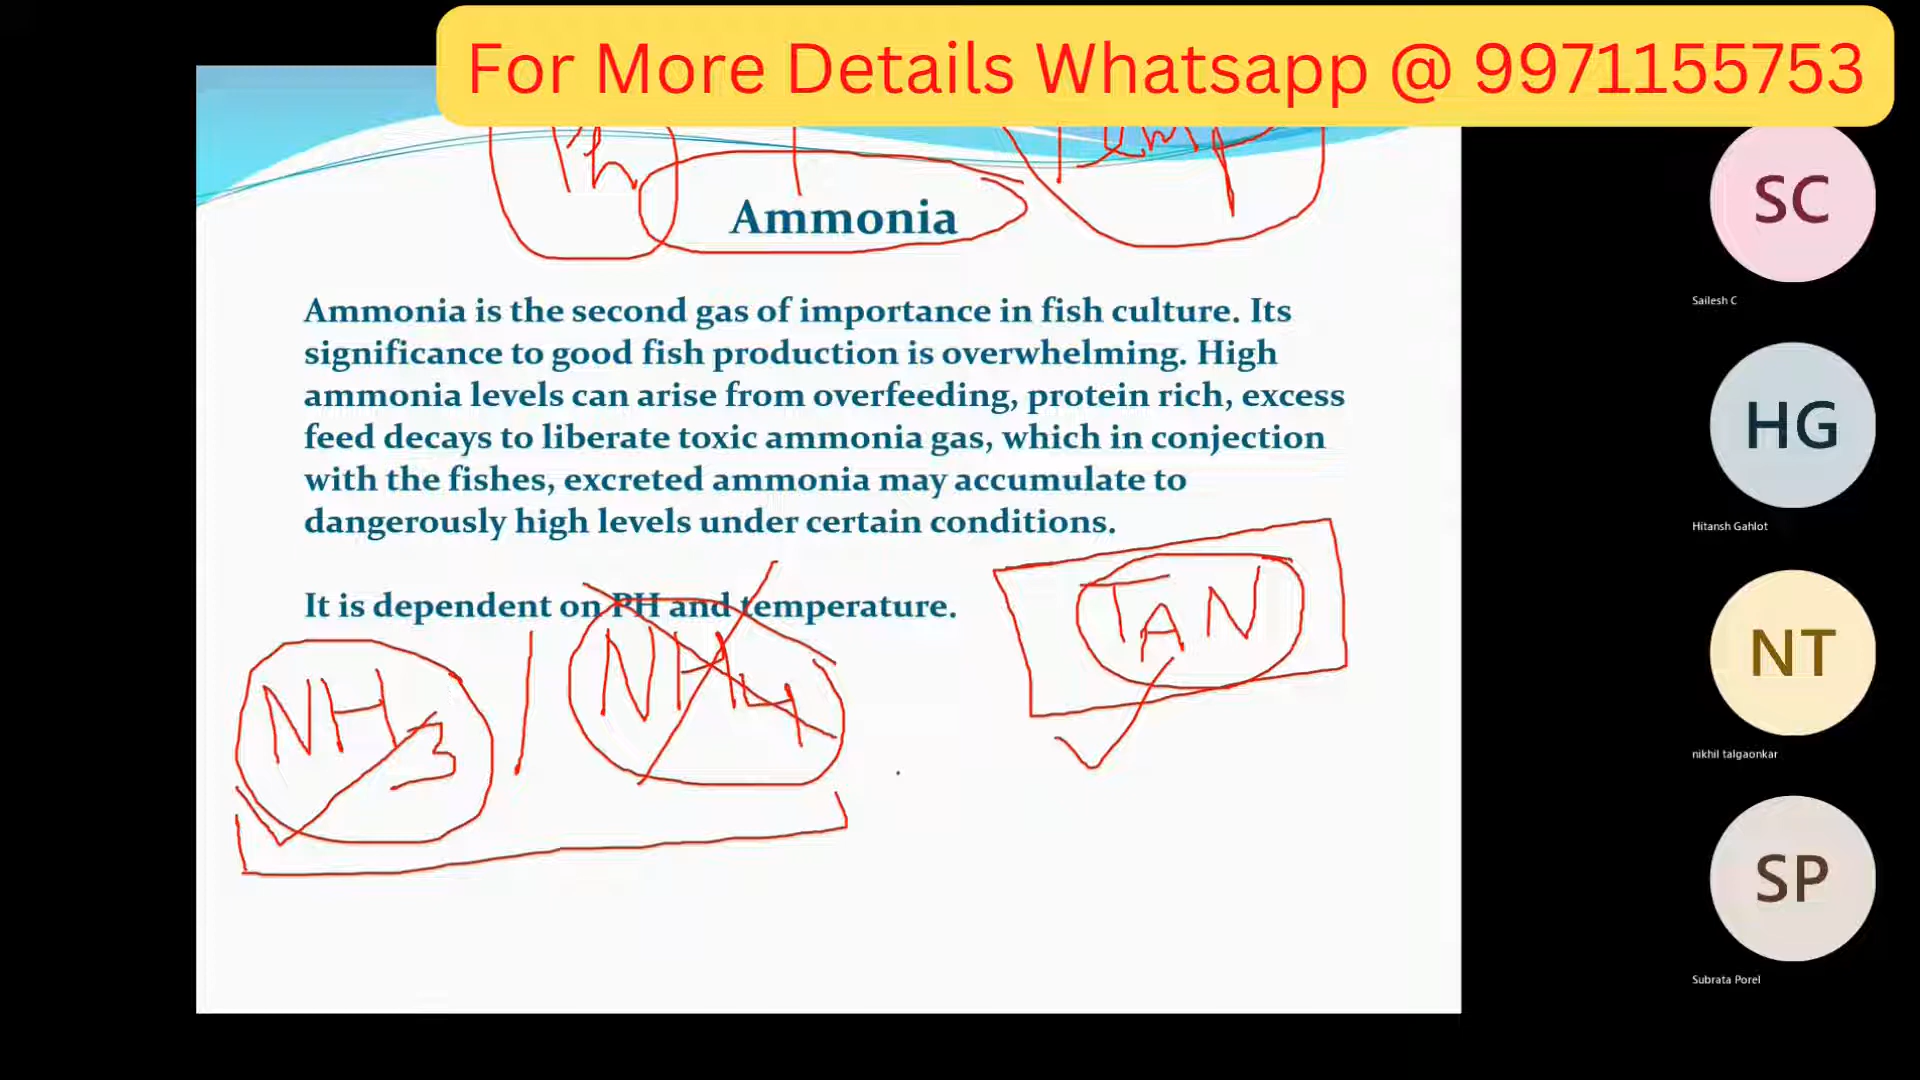 For More Details Whatsapp @ 9971155753
Ph
Temp
Ammonia
Ammonia is the second gas of importance in fish culture. Its
significance to good fish production is overwhelming. High
ammonia levels can arise from overfeeding, protein rich, excess
feed decays to liberate toxic ammonia gas, which in conjection
with the fishes, excreted ammonia may accumulate to
dangerously high levels under certain conditions.
It is dependent on PH and temperature.
NH3
NH4
TAN
SC
Sailesh C
HG
Hitansh Gahlot
NT
nikhil talgaonkar
SP
Subrata Porel